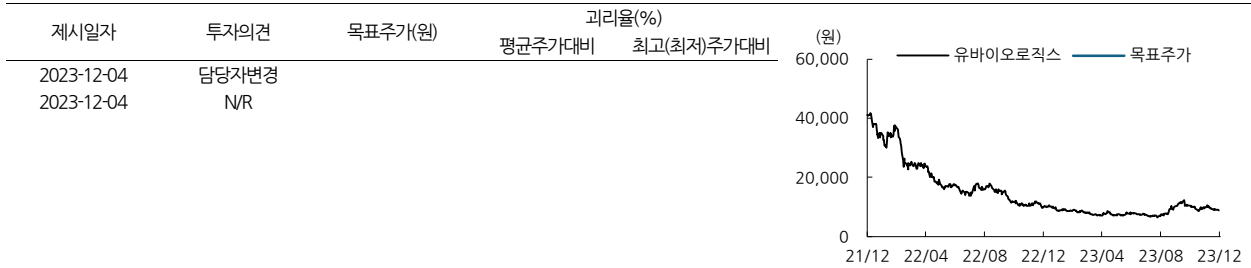 제시일자 투자의견 목표주가(원) 괴리율(%)
평균주가대비 최고(최저)주가대비
2023-12-04 담당자변경
2023-12-04 N/R
(원)
유바이오로직스 목표주가
60,000
40,000
20,000
0
21/12 22/04 22/08 22/12 23/04 23/08 23/12